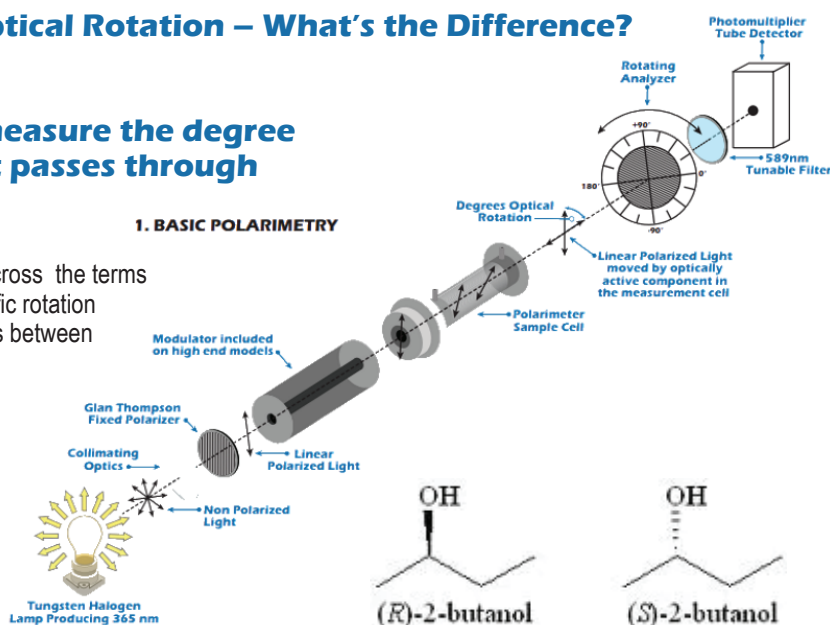 ptical Rotation – What's the Difference?
Photomultiplier
Tube Detector
Rotating
Analyzer
neasure the degree
t passes through
+90°
180°
0°
-90°
589nm
Tunable Filter
1. BASIC POLARIMETRY
Degrees Optical
Rotation
Linear Polarized Light
moved by optically
active component in
the measurement cell
cross the terms
fic rotation
s between
Polarimeter
Sample Cell
Modulator included
on high end models
Glan Thompson
Fixed Polarizer
Collimating
Optics
Linear
Polarized Light
Non Polarized
Light
Tungsten Halogen
Lamp Producing 365 nm
OH
(R)-2-butanol
OH
(S)-2-butanol